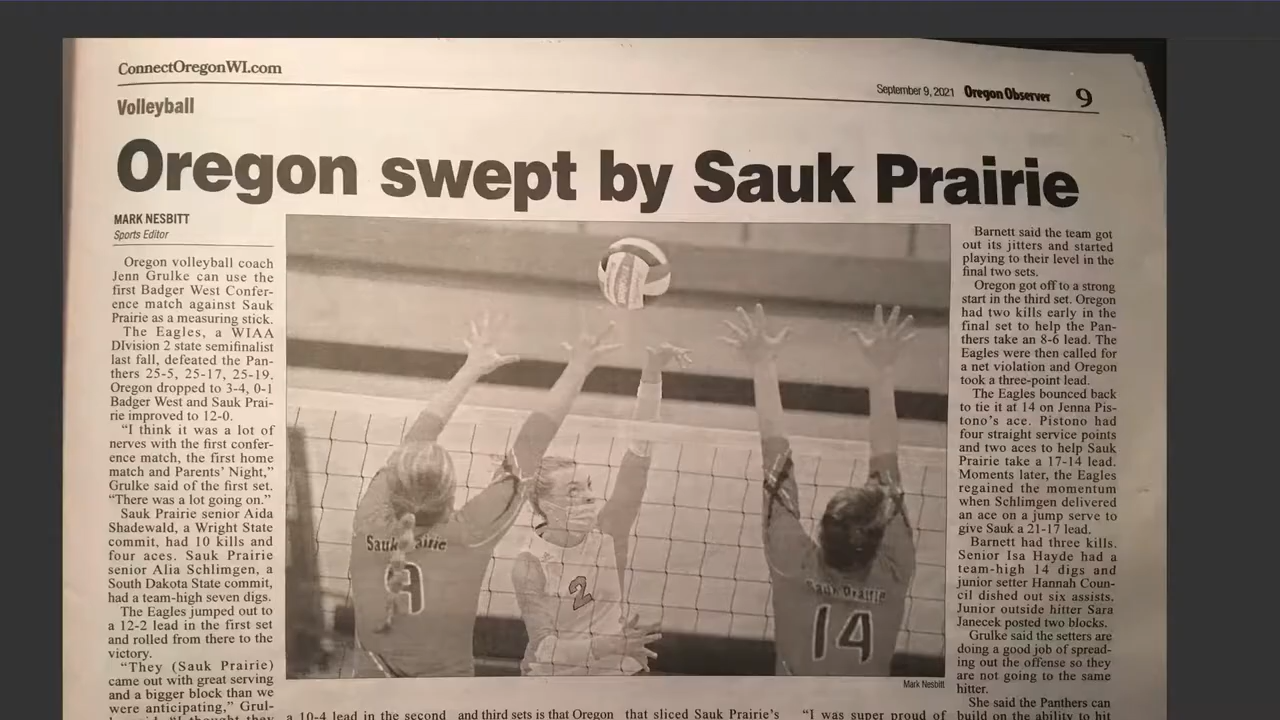 ConnectOregonWI.com
September 9, 2021 Oregon Observer 9
Volleyball
Oregon swept by Sauk Prairie
MARK NESBITT
Sports Editor
Oregon volleyball coach
Jenn Grulke can use the
first Badger West Confer-
ence match against Sauk
Prairie as a measuring stick.
The Eagles, a WIAA
DIvision 2 state semifinalist
last fall, defeated the Pan-
thers 25-5, 25-17, 25-19.
Oregon dropped to 3-4, 0-1
Badger West and Sauk Prai-
rie improved to 12-0.
“I think it was a lot of
nerves with the first confer-
ence match, the first home
match and Parents’ Night,”
Grulke said of the first set.
“There was a lot going on.”
Sauk Prairie senior Aida
Shadewald, a Wright State
commit, had 10 kills and
four aces. Sauk Prairie
senior Alia Schlimgen, a
South Dakota State commit,
had a team-high seven digs.
The Eagles jumped out to
a 12-2 lead in the first set
and rolled from there to the
victory.
“They (Sauk Prairie)
came out with great serving
and a bigger block than we
were anticipating,” Grul-
Sauk Prairie
9
2
Sauk Prairie
14
Mark Nesbitt
a 10-4 lead in the second
and third sets is that Oregon
that sliced Sauk Prairie’s
“I was super proud of
Barnett said the team got
out its jitters and started
playing to their level in the
final two sets.
Oregon got off to a strong
start in the third set. Oregon
had two kills early in the
final set to help the Pan-
thers take an 8-6 lead. The
Eagles were then called for
a net violation and Oregon
took a three-point lead.
The Eagles bounced back
to tie it at 14 on Jenna Pis-
tono’s ace. Pistono had
four straight service points
and two aces to help Sauk
Prairie take a 17-14 lead.
Moments later, the Eagles
regained the momentum
when Schlimgen delivered
an ace on a jump serve to
give Sauk a 21-17 lead.
Barnett had three kills.
Senior Isa Hayde had a
team-high 14 digs and
junior setter Hannah Coun-
cil dished out six assists.
Junior outside hitter Sara
Janecek posted two blocks.
Grulke said the setters are
doing a good job of spread-
ing out the offense so they
are not going to the same
hitter.
She said the Panthers can
build on the ability to hit